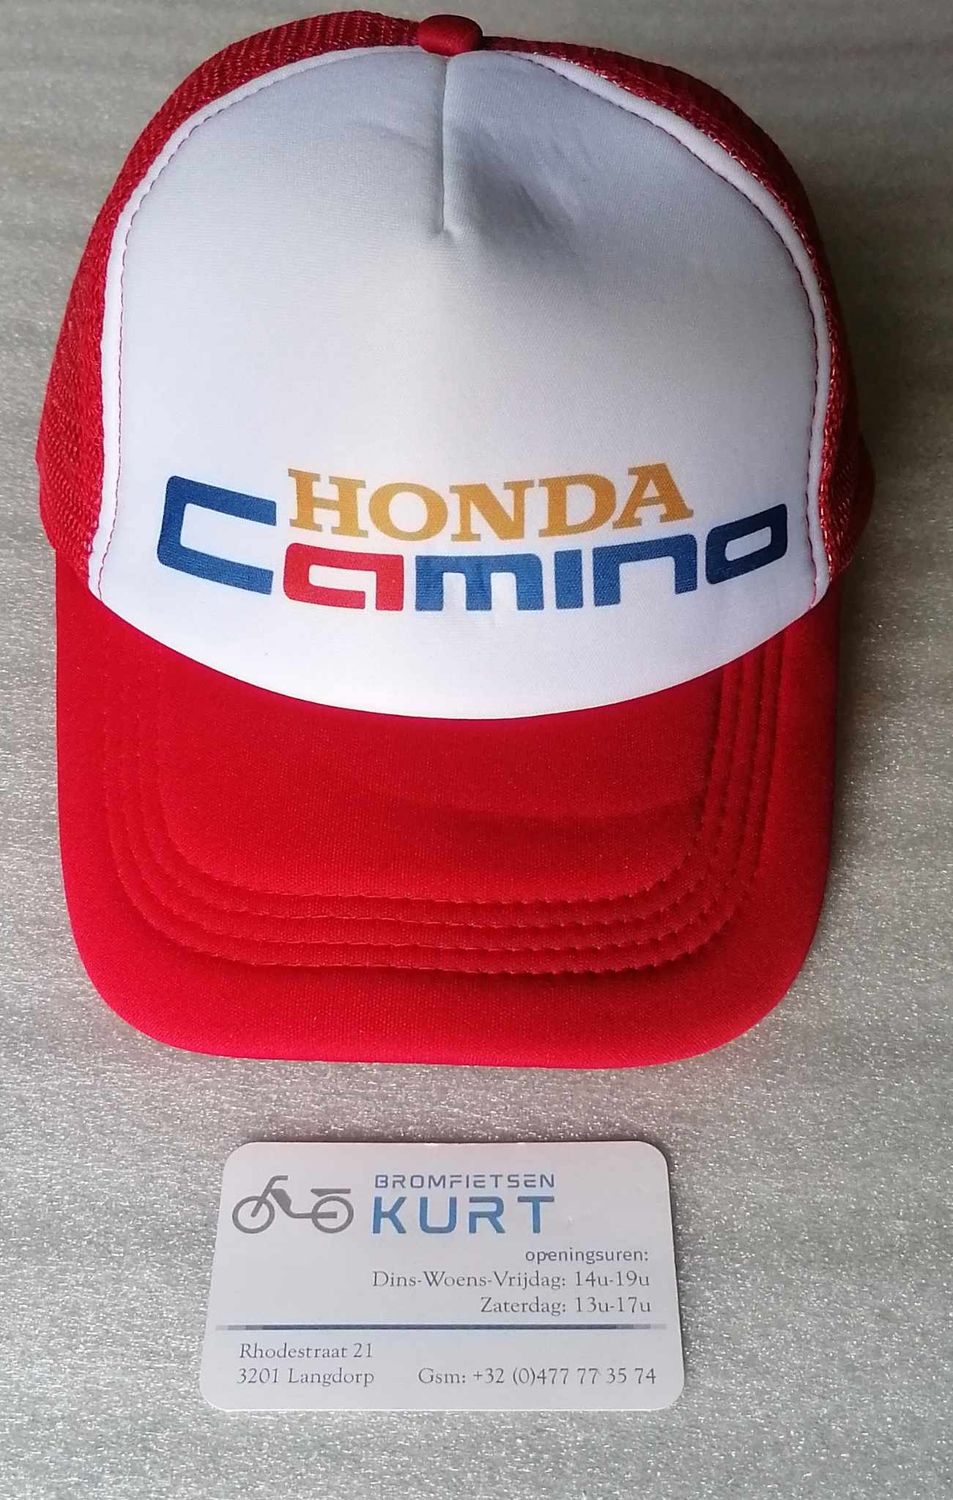 HONDA
Camino
BROMFIETSEN
KURT
openingsuren:
Dins-Woens-Vrijdag: 14u-19u
Zaterdag: 13u-17u
Rhodestraat 21
3201 Langdorp Gsm: +32 (0)477 77 35 74